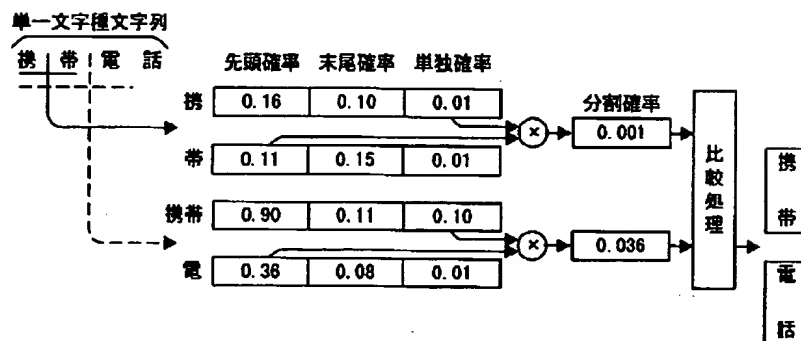 単一文字種文字列
携 帯 電 話
先頭確率 末尾確率 単独確率
携 0.16 0.10 0.01
分割確率
× 0.001
帯 0.11 0.15 0.01
携帯 0.90 0.11 0.10
× 0.036
電 0.36 0.08 0.01
比較処理
携帯
電話